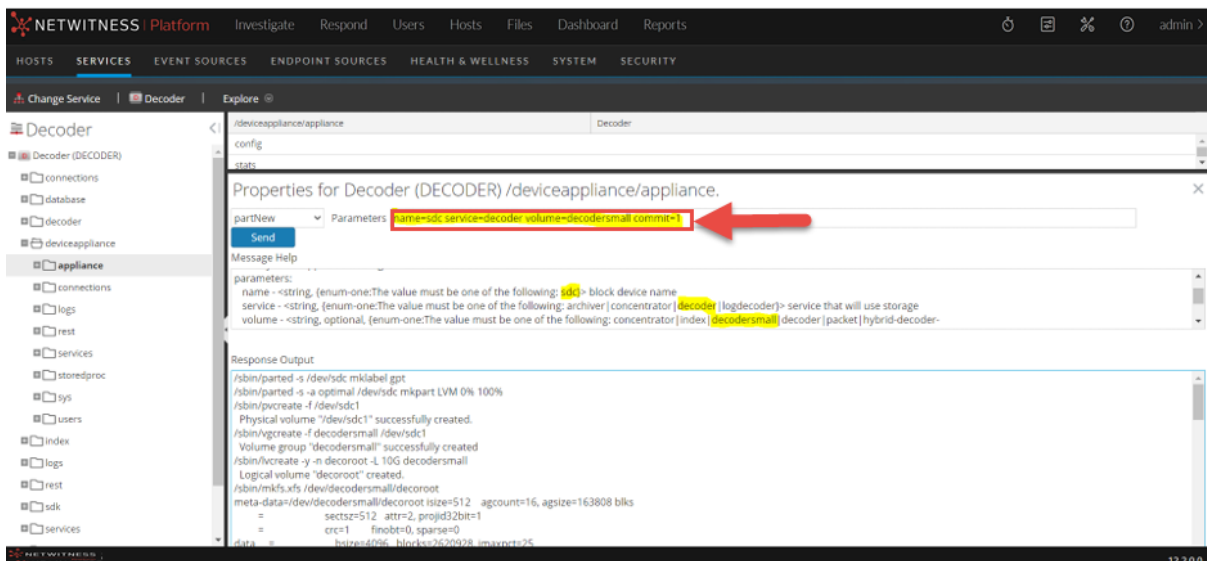 NETWITNESS | Platform Investigate Respond Users Hosts Files Dashboard Reports admin >
HOSTS SERVICES EVENT SOURCES ENDPOINT SOURCES HEALTH & WELLNESS SYSTEM SECURITY
Change Service | Decoder | Explore
Decoder
Decoder (DECODER)
connections
database
decoder
deviceappliance
appliance
connections
logs
rest
services
storedproc
sys
users
index
logs
rest
sdk
services
/deviceappliance/appliance Decoder
config
stats
Properties for Decoder (DECODER) /deviceappliance/appliance.
partNew Parameters name=sdc service=decoder volume=decodersmall commit=1
Send
Message Help
parameters:
name - <string, {enum-one:The value must be one of the following: sdc}> block device name
service - <string, {enum-one:The value must be one of the following: archiver|concentrator|decoder|logdecoder}> service that will use storage
volume - <string, optional, {enum-one:The value must be one of the following: concentrator|index|decodersmall|decoder|packet|hybrid-decoder-
Response Output
/sbin/parted -s /dev/sdc mklabel gpt
/sbin/parted -s -a optimal /dev/sdc mkpart LVM 0% 100%
/sbin/pvcreate -f /dev/sdc1
Physical volume "/dev/sdc1" successfully created.
/sbin/vgcreate -f decodersmall /dev/sdc1
Volume group "decodersmall" successfully created
/sbin/lvcreate -y -n decoroot -L 10G decodersmall
Logical volume "decoroot" created.
/sbin/mkfs.xfs /dev/decodersmall/decoroot
meta-data=/dev/decodersmall/decoroot isize=512 agcount=16, agsize=163808 blks
= sectsz=512 attr=2, projid32bit=1
= crc=1 finobt=0, sparse=0
data = bsize=4096 blocks=2620928, imaxpct=25
NETWITNESS